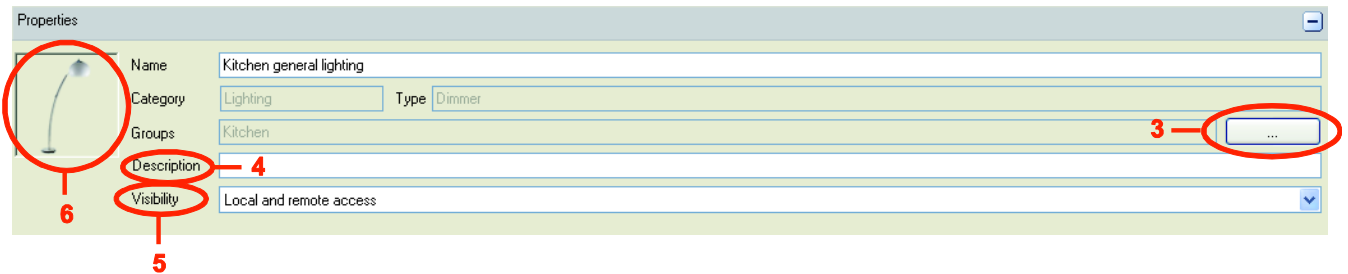 Properties
Name Kitchen general lighting
Category Lighting Type Dimmer
Groups Kitchen 3 ...
Description 4
Visibility Local and remote access
6
5